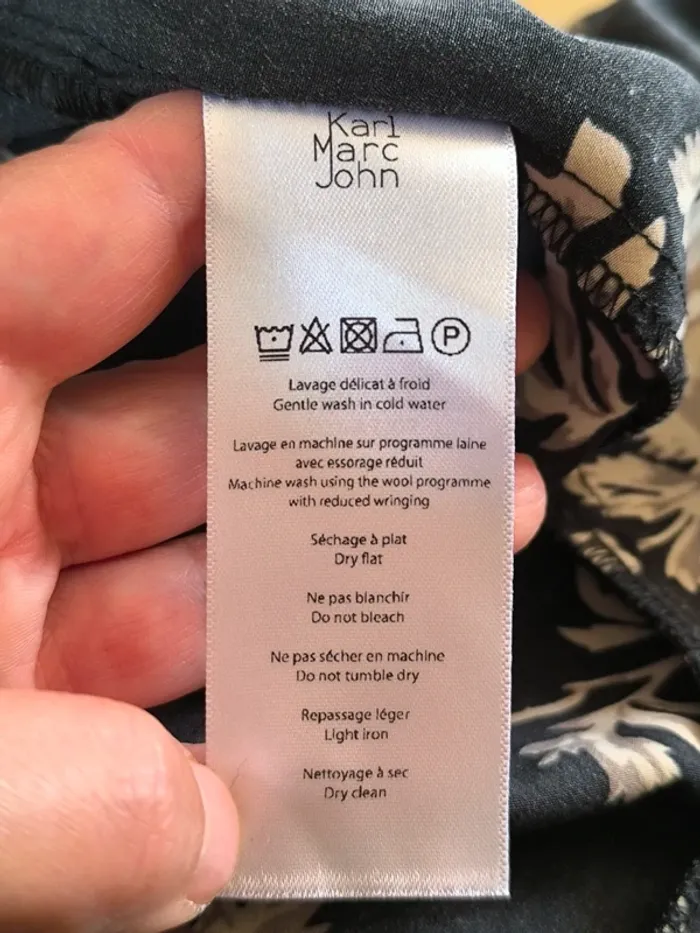 Karl
Marc
John
P
Lavage délicat à froid
Gentle wash in cold water
Lavage en machine sur programme laine
avec essorage réduit
Machine wash using the wool programme
with reduced wringing
Séchage à plat
Dry flat
Ne pas blanchir
Do not bleach
Ne pas sécher en machine
Do not tumble dry
Repassage léger
Light iron
Nettoyage à sec
Dry clean